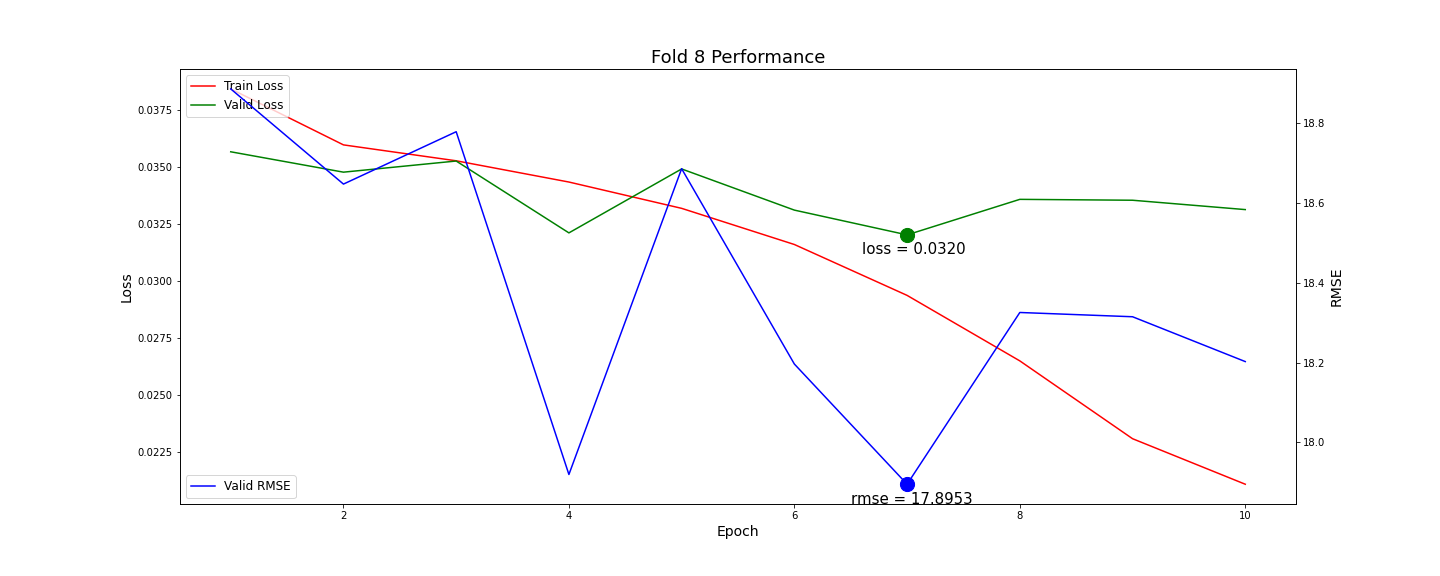 Fold 8 Performance
Train Loss
Valid Loss
0.0375
0.0350
0.0325
0.0300
0.0275
0.0250
0.0225
Loss
18.8
18.6
18.4
18.2
18.0
RMSE
loss = 0.0320
Valid RMSE
rmse = 17.8953
2
4
6
8
10
Epoch